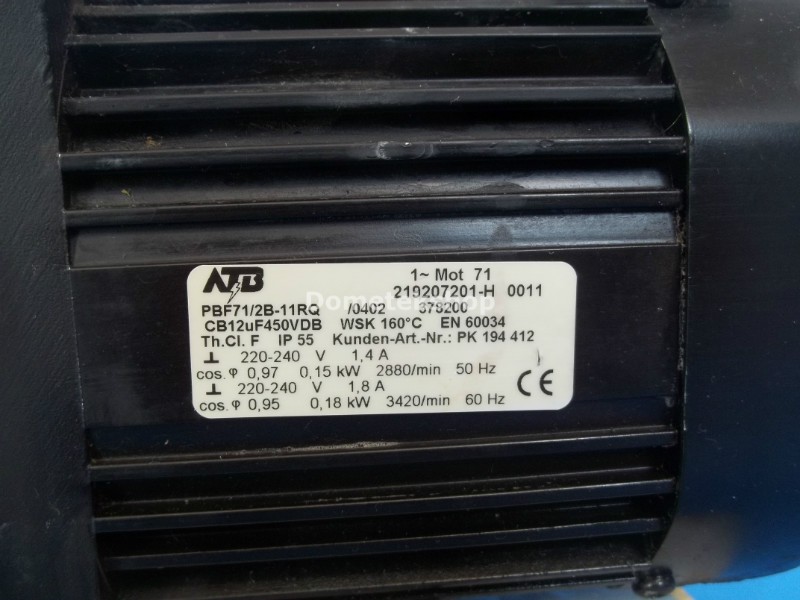 ATB
1~ Mot 71
219207201-H 0011
PBF71/2B-11RQ /0402 379200
CB12uF450VDB WSK 160°C EN 60034
Th.Cl. F IP 55 Kunden-Art.-Nr.: PK 194 412
⊥ 220-240 V 1,4 A
cos. φ 0,97 0,15 kW 2880/min 50 Hz
⊥ 220-240 V 1,8 A
cos. φ 0,95 0,18 kW 3420/min 60 Hz
CE